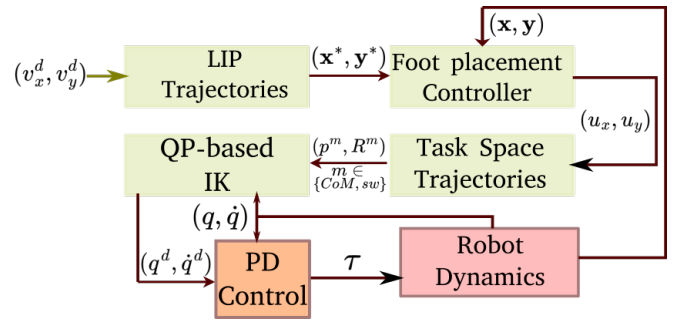 (𝐱, 𝐲)
(v_x^d, v_y^d)
LIP
Trajectories
(𝐱*, 𝐲*)
Foot placement
Controller
(u_x, u_y)
QP-based
IK
(p^m, R^m)
m ∈
{CoM, sw}
Task Space
Trajectories
(q, q̇)
(q^d, q̇^d)
PD
Control
τ
Robot
Dynamics